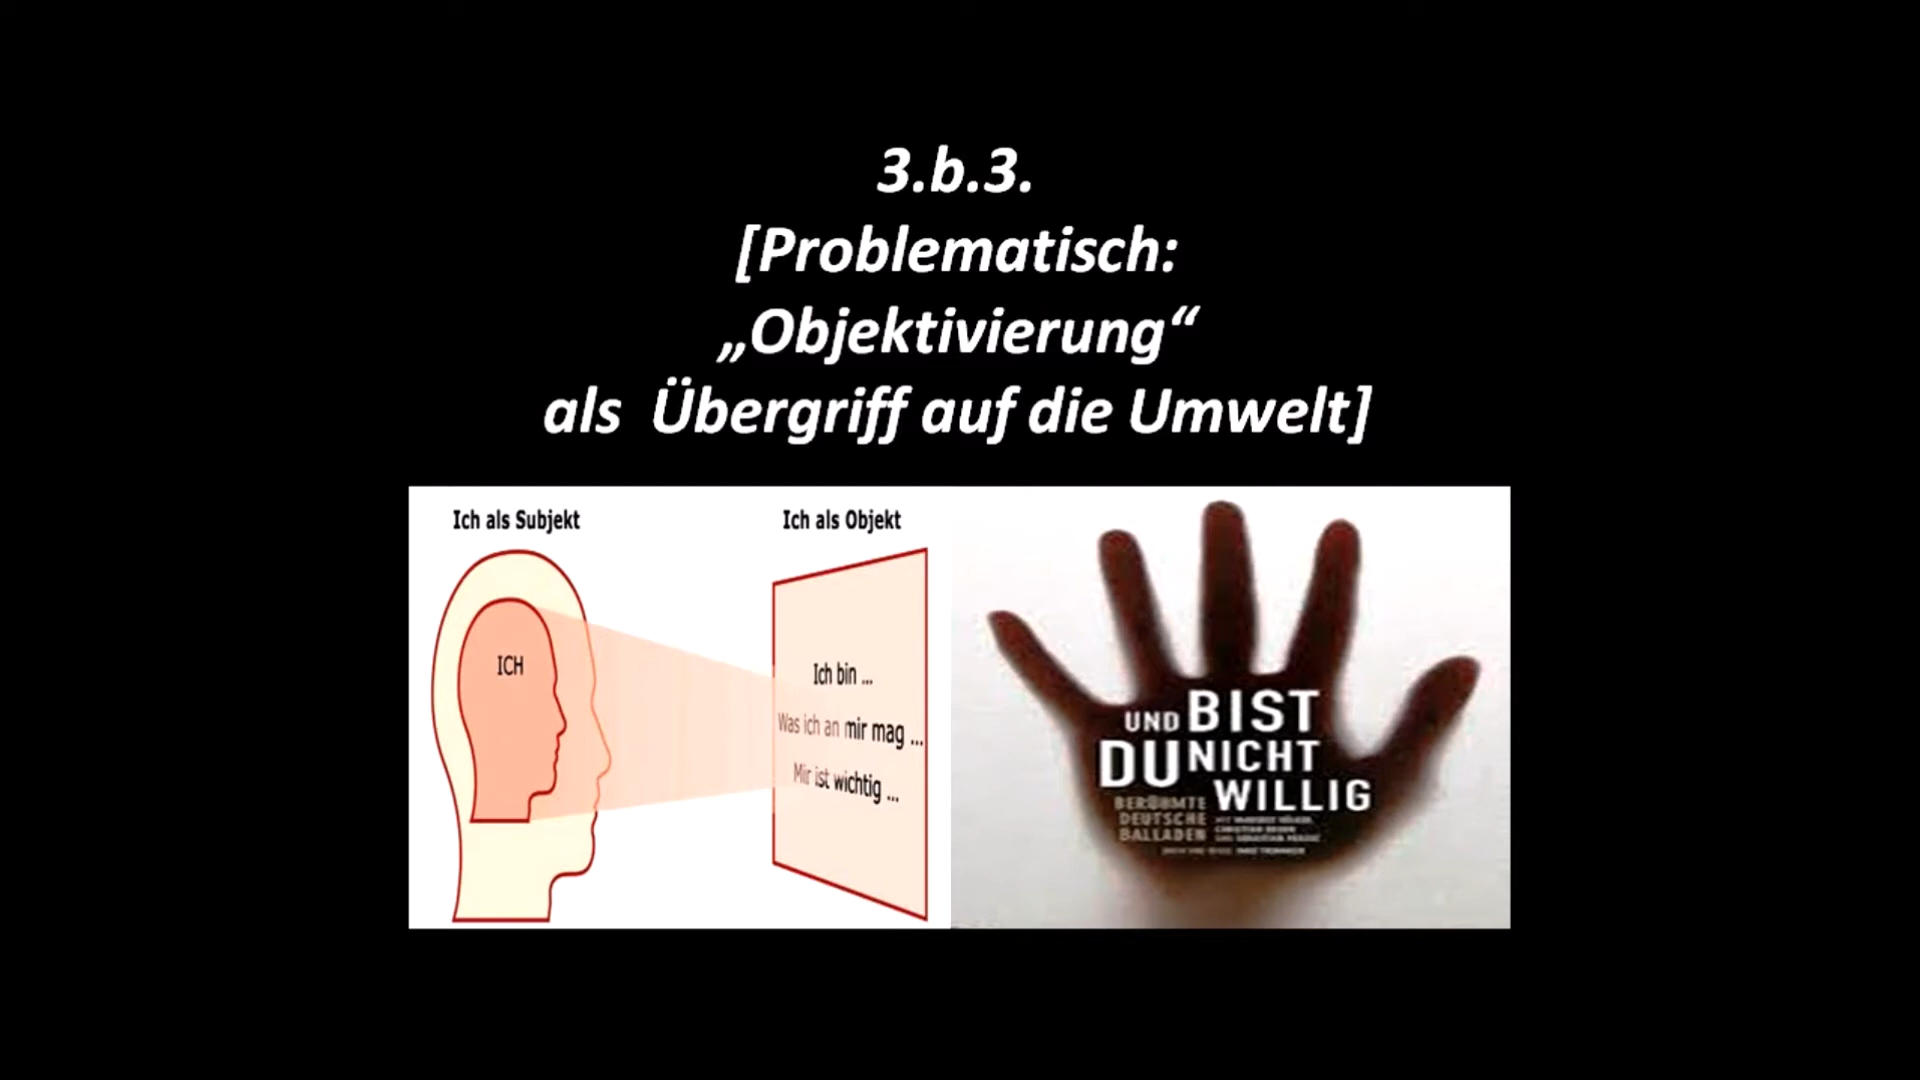 3.b.3.
[Problematisch:
„Objektivierung“
als Übergriff auf die Umwelt]
Ich als Subjekt
Ich als Objekt
ICH
Ich bin ...
Was ich an mir mag ...
Mir ist wichtig ...
UND BIST
DU NICHT
WILLIG
BERÜHMTE
DEUTSCHE
BALLADEN